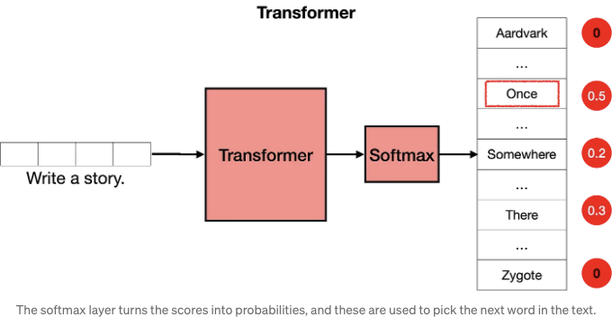 Transformer
Aardvark 0
...
Once 0.5
...
Transformer Softmax Somewhere 0.2
Write a story.
...
There 0.3
...
Zygote 0
The softmax layer turns the scores into probabilities, and these are used to pick the next word in the text.